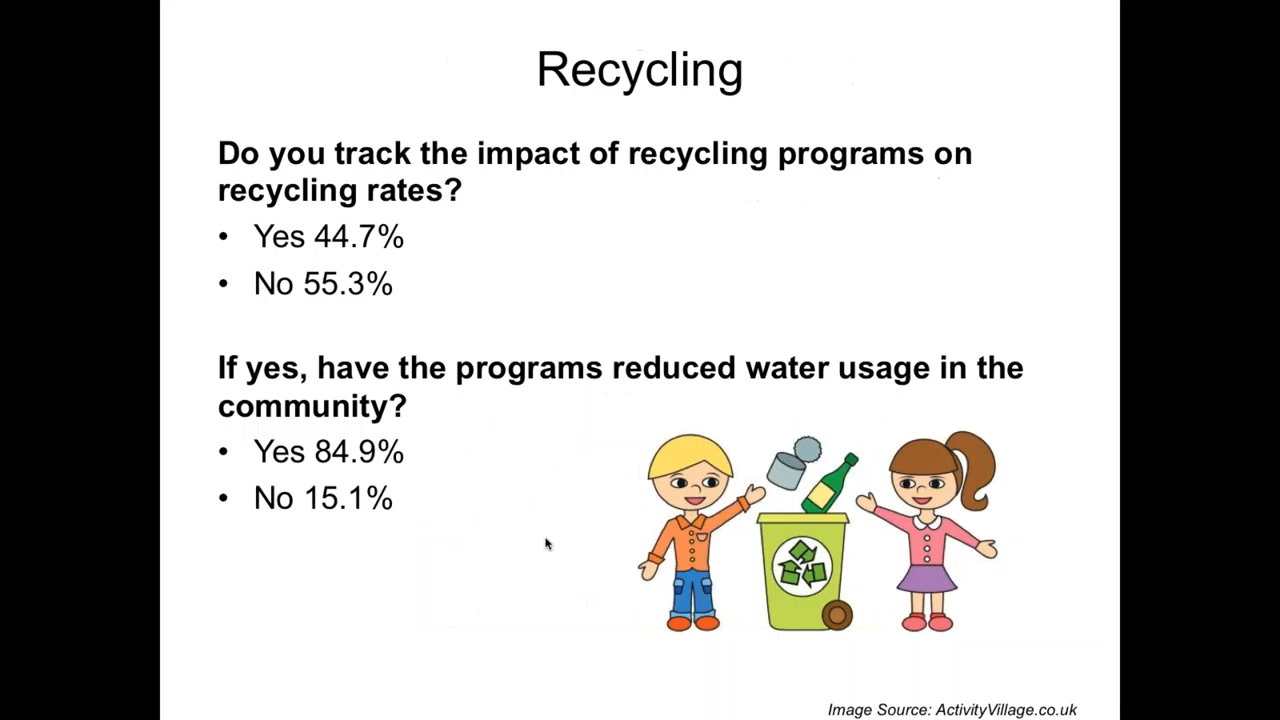 Recycling
Do you track the impact of recycling programs on
recycling rates?
• Yes 44.7%
• No 55.3%
If yes, have the programs reduced water usage in the
community?
• Yes 84.9%
• No 15.1%
Image Source: ActivityVillage.co.uk